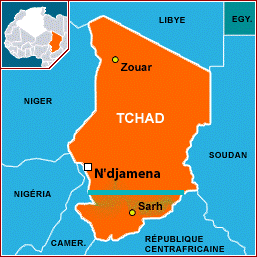 LIBYE
EGY.
Zouar
NIGER
TCHAD
SOUDAN
N'djamena
NIGÉRIA
Sarh
CAMER.
RÉPUBLIQUE
CENTRAFRICAINE